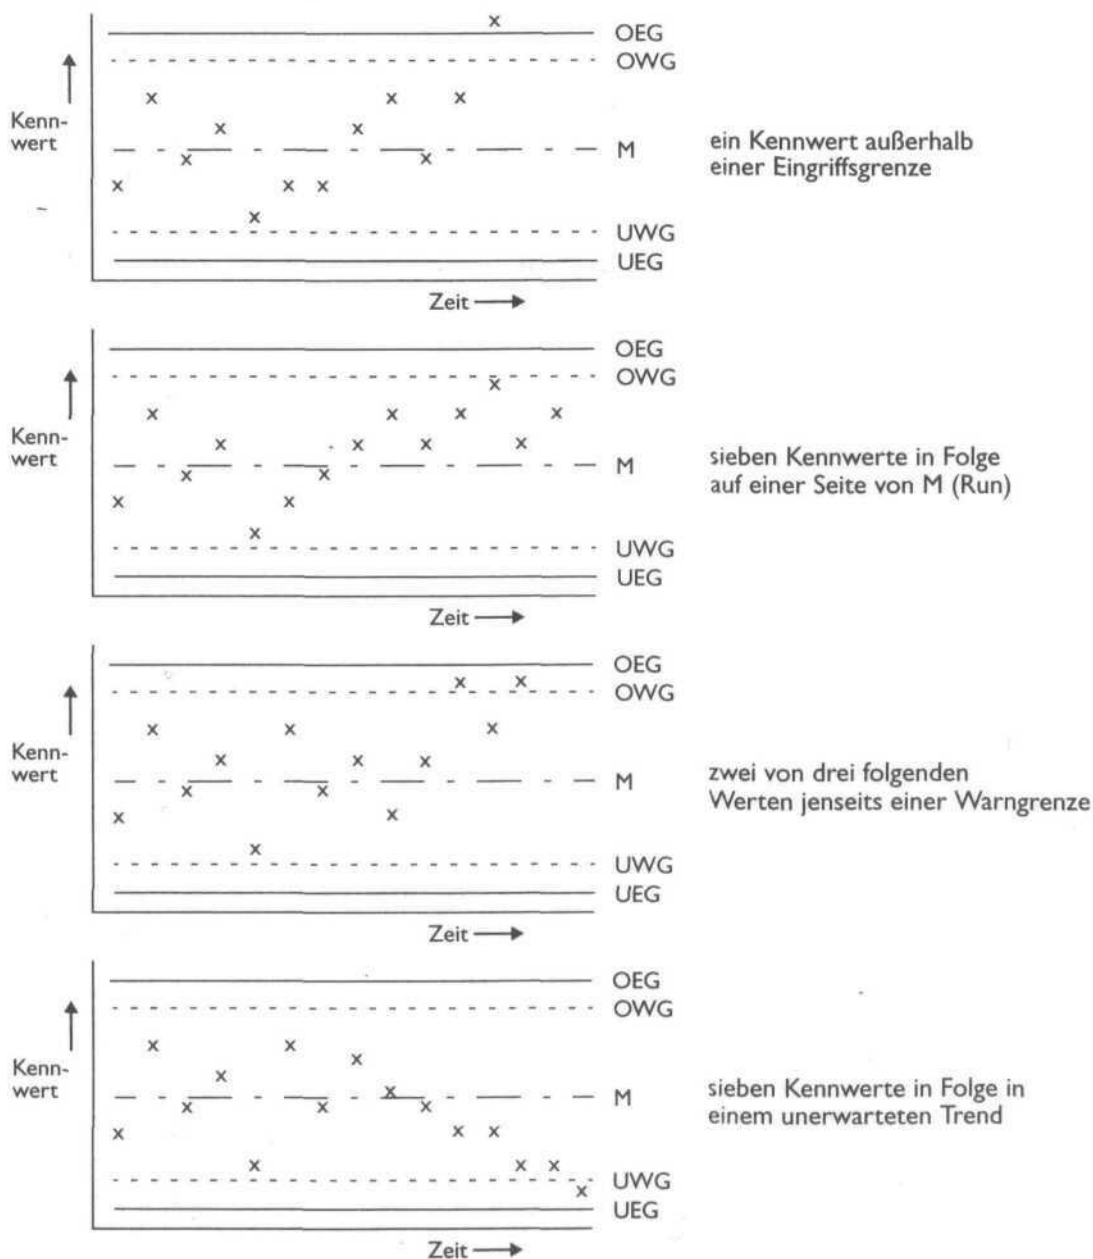 OEG
OWG
Kenn-
wert
M
ein Kennwert außerhalb
einer Eingriffsgrenze
UWG
UEG
Zeit
OEG
OWG
Kenn-
wert
M
sieben Kennwerte in Folge
auf einer Seite von M (Run)
UWG
UEG
Zeit
OEG
OWG
Kenn-
wert
M
zwei von drei folgenden
Werten jenseits einer Warngrenze
UWG
UEG
Zeit
OEG
OWG
Kenn-
wert
M
sieben Kennwerte in Folge in
einem unerwarteten Trend
UWG
UEG
Zeit